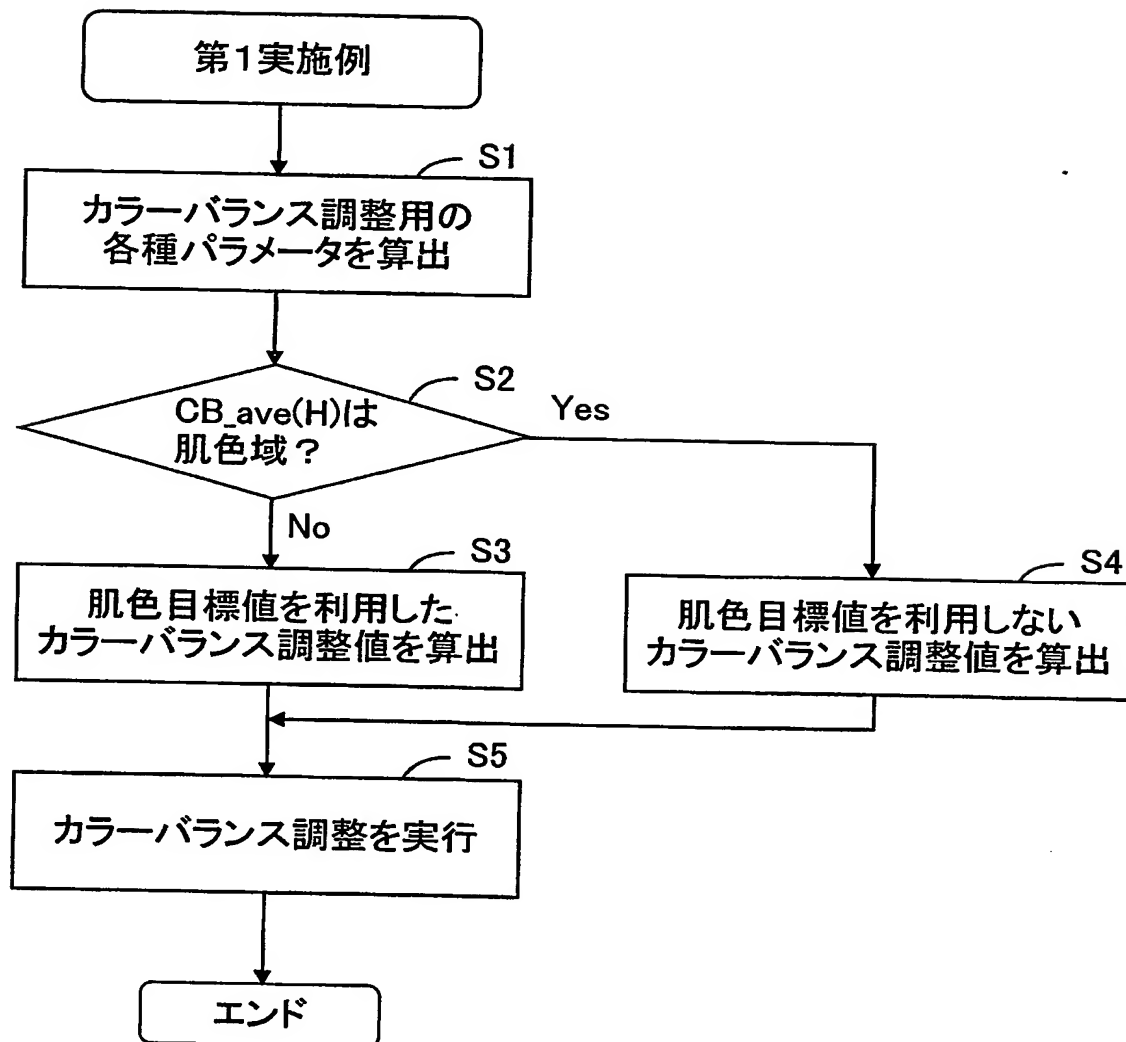 第1実施例
S1
カラーバランス調整用の
各種パラメータを算出
S2
CB_ave(H)は
肌色域？
Yes
No
S3
肌色目標値を利用した
カラーバランス調整値を算出
S4
肌色目標値を利用しない
カラーバランス調整値を算出
S5
カラーバランス調整を実行
エンド